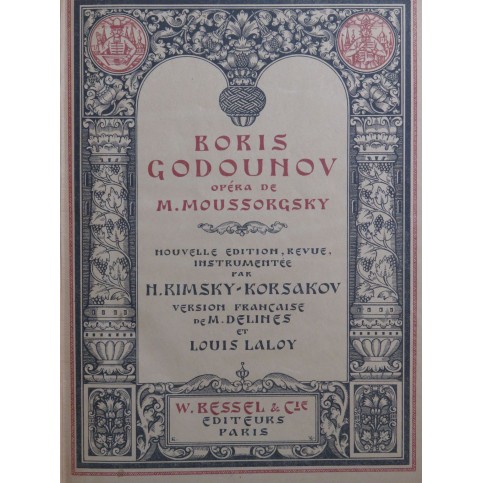 BORIS
GODOUNOV
OPÉRA DE
M. MOUSSORGSKY
NOUVELLE EDITION, REVUE,
INSTRUMENTÉE
PAR
N. RIMSKY-KORSAKOV
VERSION FRANÇAISE
DE M. DELINES
ET
LOUIS LALOY
W. BESSEL & CIE
EDITEURS
PARIS